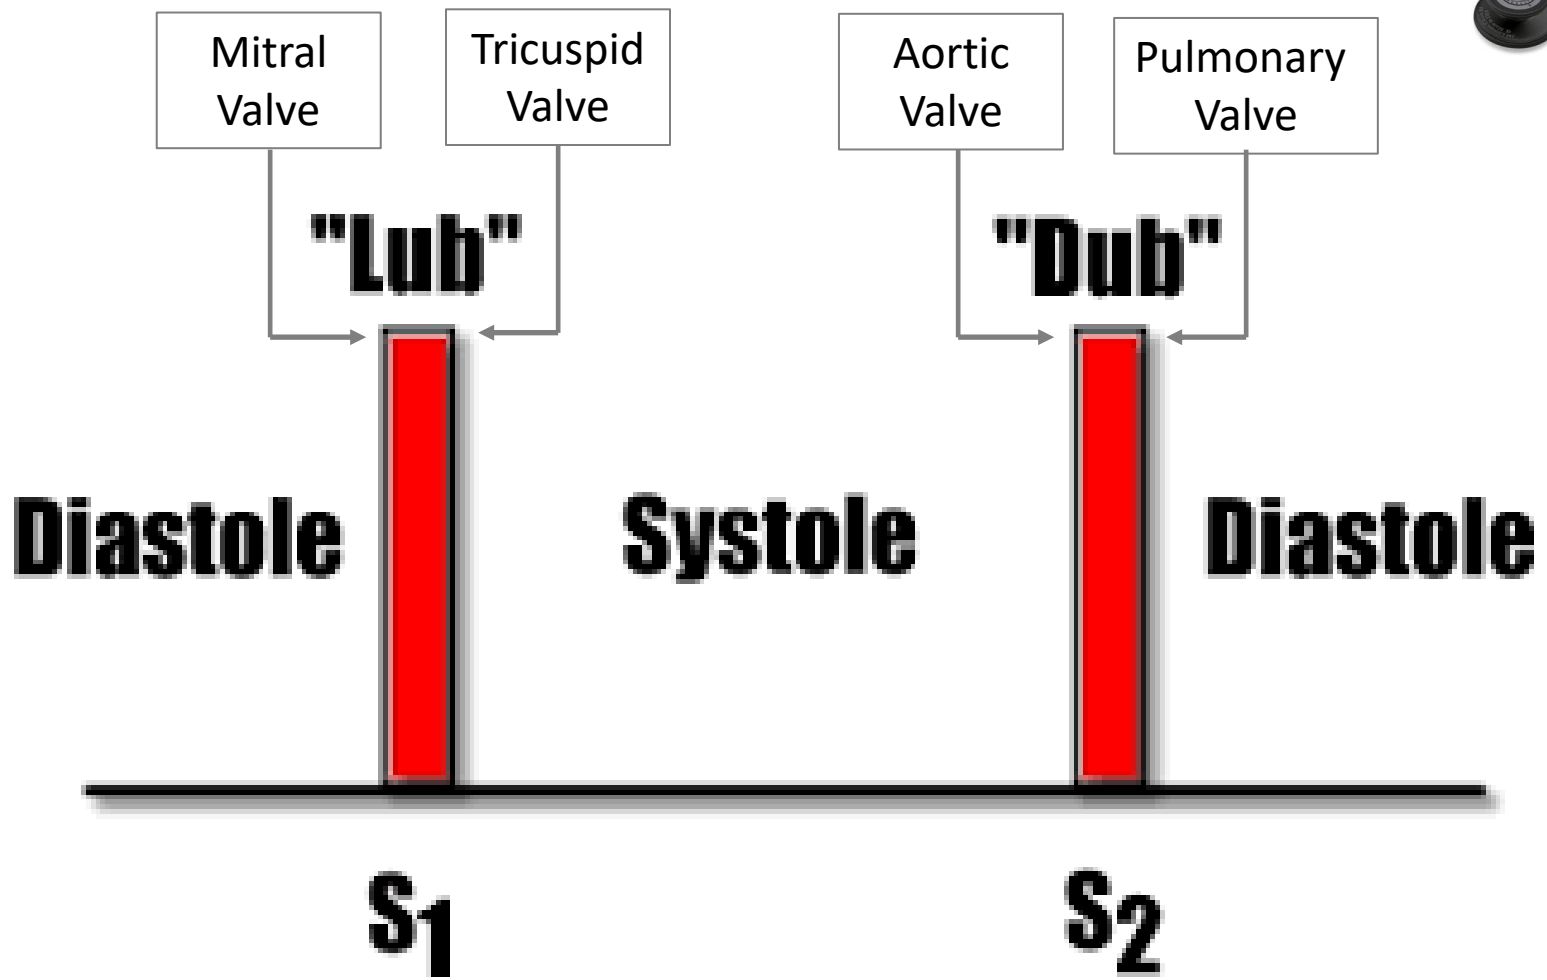 Mitral
Valve
Tricuspid
Valve
Aortic
Valve
Pulmonary
Valve
"Lub"
"Dub"
Diastole
Systole
Diastole
S1
S2